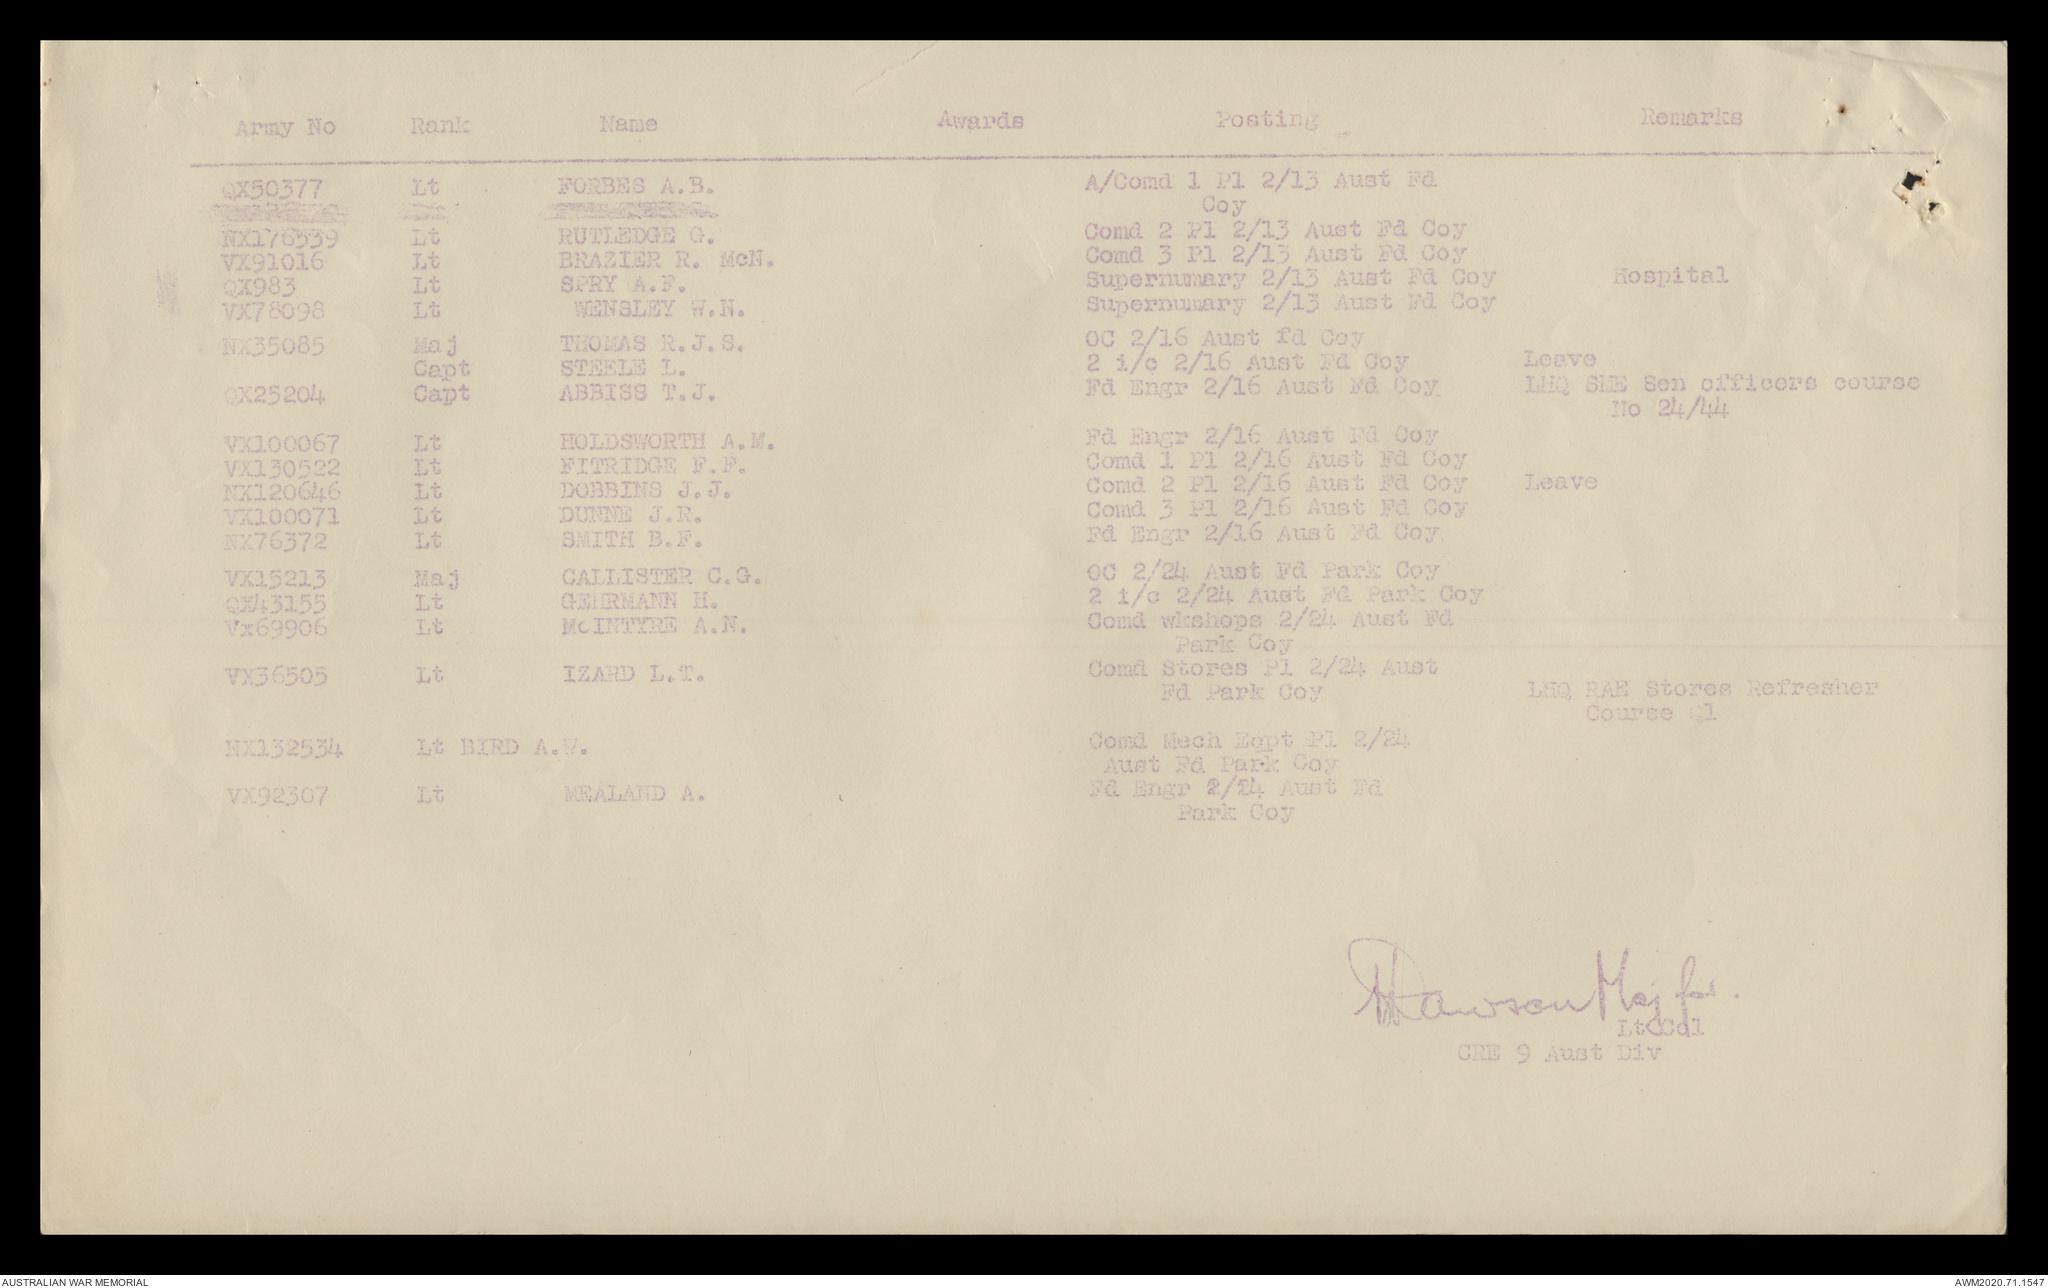 Army No Rank Name Awards Posting Remarks
QX50377 Lt FORBES A.B. A/Comd 1 Pl 2/13 Aust Fd
Coy
NX176539 Lt RUTLEDGE G. Comd 2 Pl 2/13 Aust Fd Coy
VX91016 Lt BRAZIER R. McN. Comd 3 Pl 2/13 Aust Fd Coy
QX983 Lt SPRY A.F. Supernumary 2/13 Aust Fd Coy Hospital
VX78098 Lt WENSLEY W.N. Supernumary 2/13 Aust Fd Coy
NX35085 Maj THOMAS R.J.S. OC 2/16 Aust fd Coy
Capt STEELE L. 2 i/c 2/16 Aust Fd Coy Leave
QX25204 Capt ABBISS T.J. Fd Engr 2/16 Aust Fd Coy LHQ SME Sen officers course
No 24/44
VX100067 Lt HOLDSWORTH A.M. Fd Engr 2/16 Aust Fd Coy
VX130522 Lt FITRIDGE F.F. Comd 1 Pl 2/16 Aust Fd Coy
NX120646 Lt DOBBINS J.J. Comd 2 Pl 2/16 Aust Fd Coy Leave
VX100071 Lt DUNNE J.R. Comd 3 Pl 2/16 Aust Fd Coy
NX76372 Lt SMITH B.F. Fd Engr 2/16 Aust Fd Coy
VX15213 Maj CALLISTER C.G. OC 2/24 Aust Fd Park Coy
QX43155 Lt GEHRMANN H. 2 i/c 2/24 Aust Fd Park Coy
Vx69906 Lt McINTYRE A.N. Comd wkshops 2/24 Aust Fd
Park Coy
VX36505 Lt IZARD L.T. Comd Stores Pl 2/24 Aust
Fd Park Coy LHQ RAE Stores Refresher
Course Q1
NX132534 Lt BIRD A.W. Comd Mech Eqpt Pl 2/24
Aust Fd Park Coy
VX92307 Lt MEALAND A. Fd Engr 2/24 Aust Fd
Park Coy
Dawson Maj for.
Lt Col
CRE 9 Aust Div
AUSTRALIAN WAR MEMORIAL AWM2020.71.1547